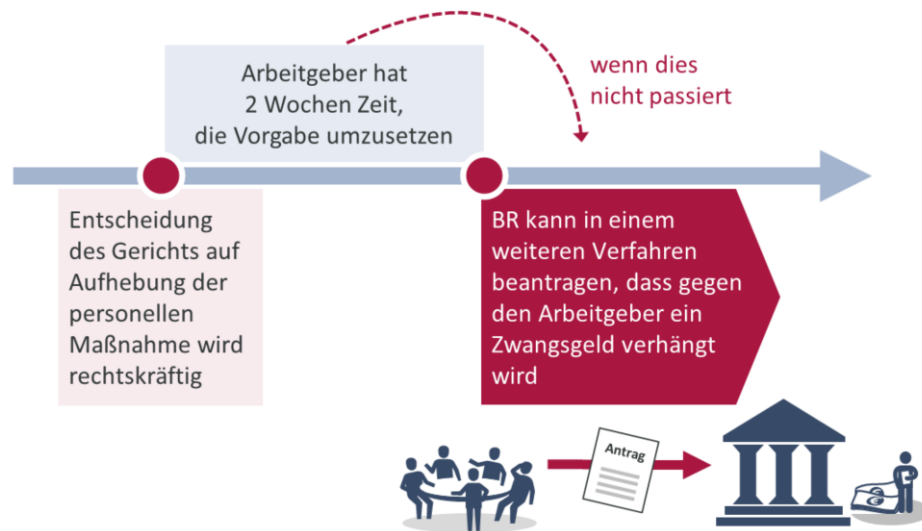 Arbeitgeber hat
2 Wochen Zeit,
die Vorgabe umzusetzen
wenn dies
nicht passiert
Entscheidung
des Gerichts auf
Aufhebung der
personellen
Maßnahme wird
rechtskräftig
BR kann in einem
weiteren Verfahren
beantragen, dass gegen
den Arbeitgeber ein
Zwangsgeld verhängt
wird
Antrag